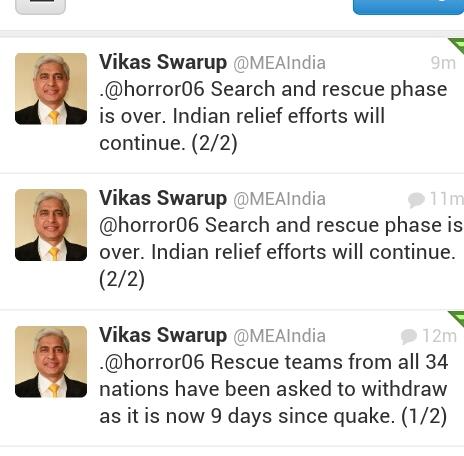 Vikas Swarup @MEAIndia 9m
.@horror06 Search and rescue phase
is over. Indian relief efforts will
continue. (2/2)
Vikas Swarup @MEAIndia 11m
@horror06 Search and rescue phase is
over. Indian relief efforts will continue.
(2/2)
Vikas Swarup @MEAIndia 12m
.@horror06 Rescue teams from all 34
nations have been asked to withdraw
as it is now 9 days since quake. (1/2)